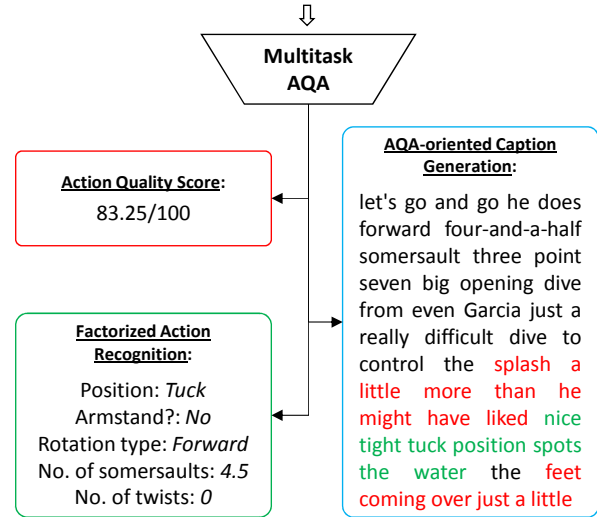 Multitask
AQA
Action Quality Score:
83.25/100
Factorized Action
Recognition:
Position: Tuck
Armstand?: No
Rotation type: Forward
No. of somersaults: 4.5
No. of twists: 0
AQA-oriented Caption
Generation:
let's go and go he does
forward four-and-a-half
somersault three point
seven big opening dive
from even Garcia just a
really difficult dive to
control the splash a
little more than he
might have liked nice
tight tuck position spots
the water the feet
coming over just a little